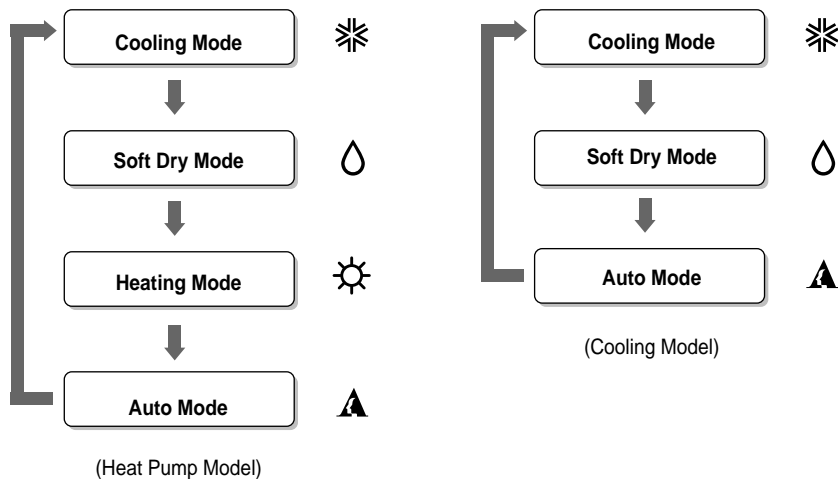 Cooling Mode
Soft Dry Mode
Heating Mode
Auto Mode
(Heat Pump Model)
Cooling Mode
Soft Dry Mode
Auto Mode
(Cooling Model)